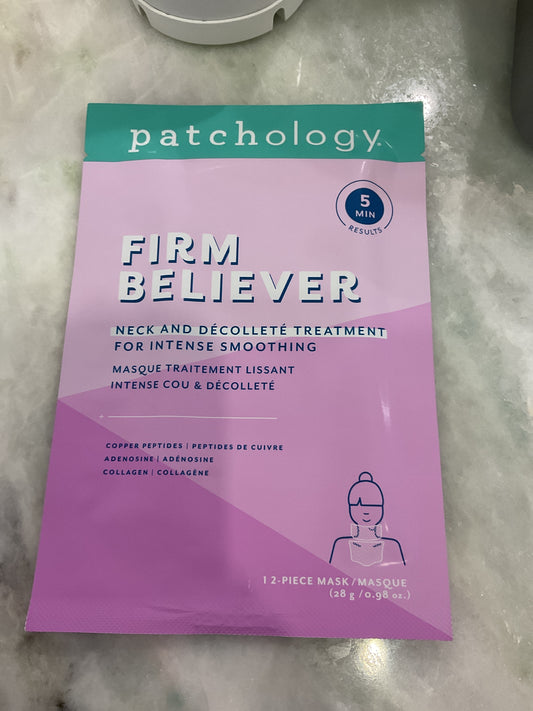 patchology
5
MIN
RESULTS
FIRM
BELIEVER
NECK AND DÉCOLLETÉ TREATMENT
FOR INTENSE SMOOTHING
MASQUE TRAITEMENT LISSANT
INTENSE COU & DÉCOLLETÉ
COPPER PEPTIDES | PEPTIDES DE CUIVRE
ADENOSINE | ADÉNOSINE
COLLAGEN | COLLAGÈNE
1 2-PIECE MASK/MASQUE
(28 g /0.98 oz.)